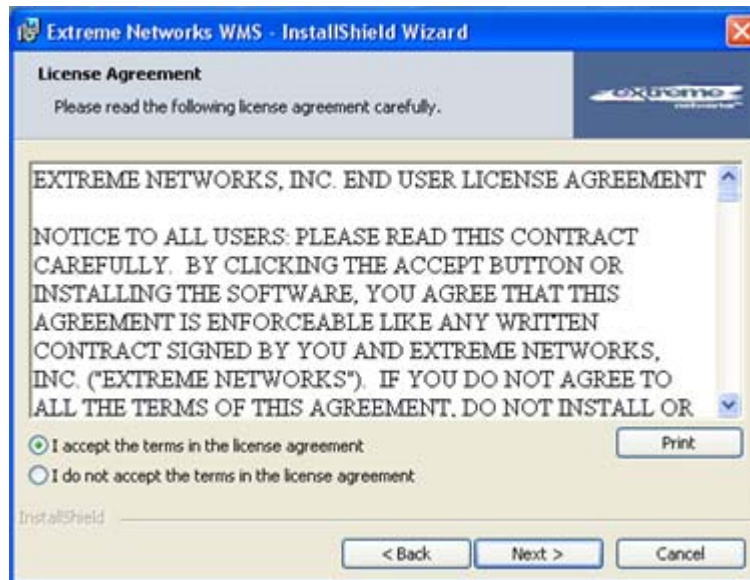 Extreme Networks WMS - InstallShield Wizard
License Agreement
Please read the following license agreement carefully.
extreme
networks
EXTREME NETWORKS, INC. END USER LICENSE AGREEMENT
NOTICE TO ALL USERS: PLEASE READ THIS CONTRACT
CAREFULLY. BY CLICKING THE ACCEPT BUTTON OR
INSTALLING THE SOFTWARE, YOU AGREE THAT THIS
AGREEMENT IS ENFORCEABLE LIKE ANY WRITTEN
CONTRACT SIGNED BY YOU AND EXTREME NETWORKS,
INC. ("EXTREME NETWORKS"). IF YOU DO NOT AGREE TO
ALL THE TERMS OF THIS AGREEMENT, DO NOT INSTALL OR
I accept the terms in the license agreement
Print
I do not accept the terms in the license agreement
InstallShield
< Back
Next >
Cancel